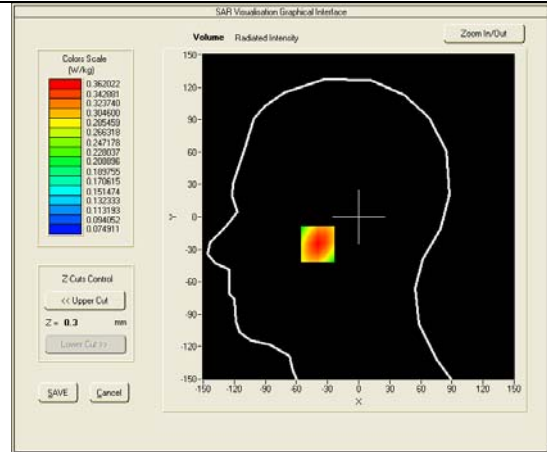 SAR Visualisation Graphical Interface
Volume Radiated Intensity
Zoom In/Out
Colors Scale
(W/kg)
0.362022
0.342881
0.323740
0.304600
0.285459
0.266318
0.247178
0.228037
0.208896
0.189755
0.170615
0.151474
0.132333
0.113193
0.094052
0.074911
Z Cuts Control
<< Upper Cut
Z = 0.3 mm
Lower Cut >>
SAVE Cancel
150
120
90
60
30
0
-30
-60
-90
-120
-150
Y
-150 -120 -90 -60 -30 0 30 60 90 120 150
X